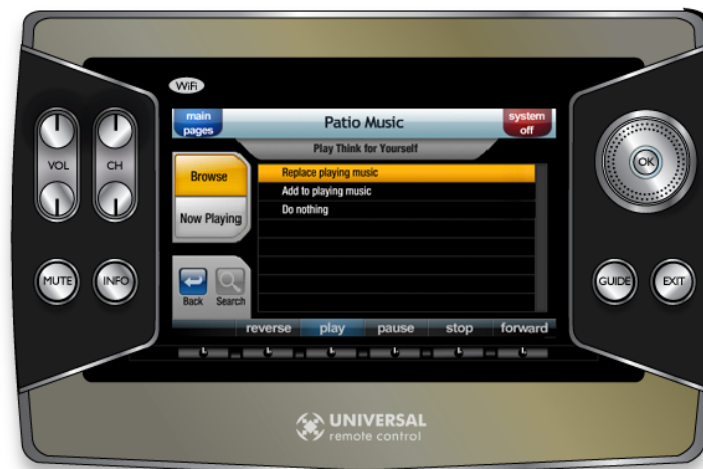 WiFi
main pages
Patio Music
system off
Play Think for Yourself
VOL
CH
Browse
Replace playing music
Add to playing music
Do nothing
Now Playing
OK
MUTE
INFO
Back
Search
GUIDE
EXIT
reverse
play
pause
stop
forward
UNIVERSAL
remote control